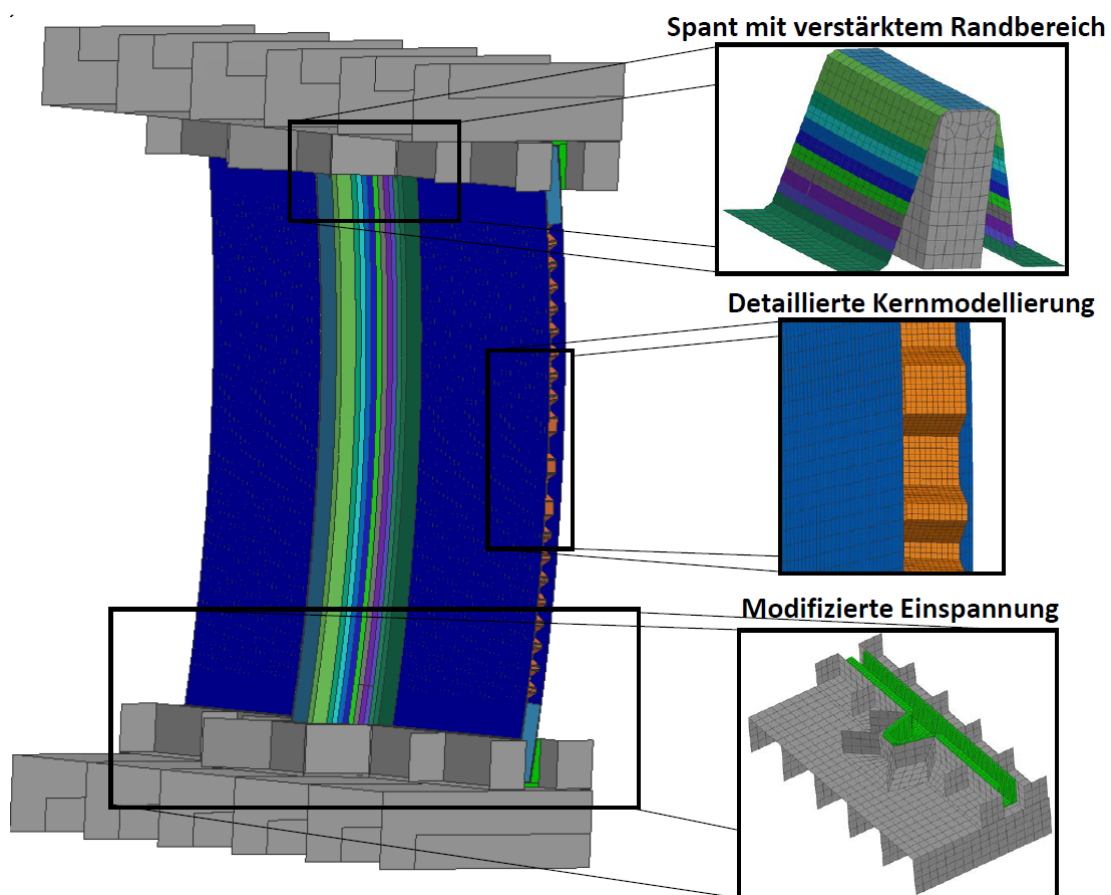 Spant mit verstärktem Randbereich
Detaillierte Kernmodellierung
Modifizierte Einspannung